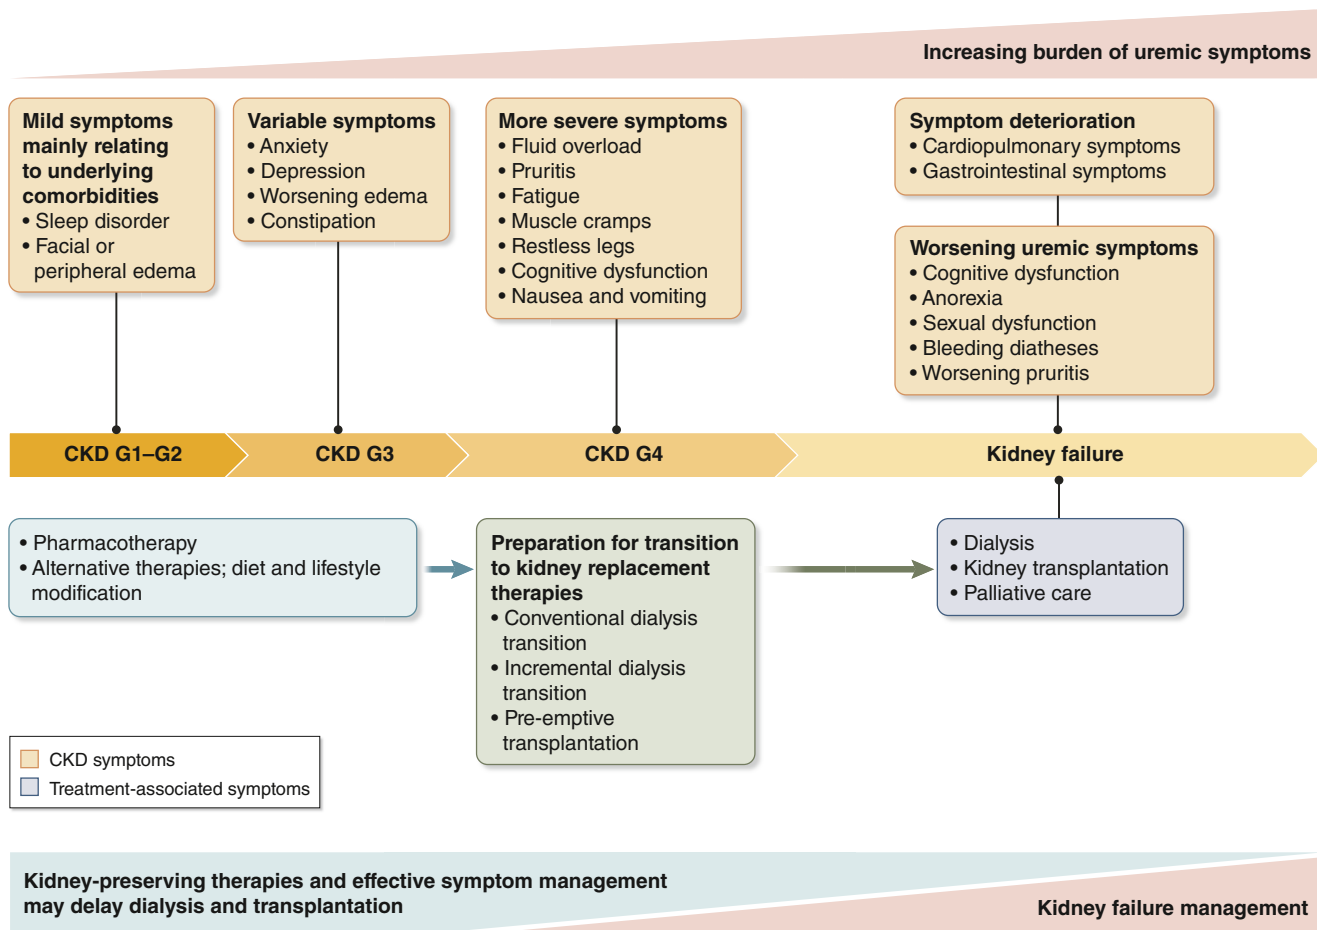 Increasing burden of uremic symptoms
Mild symptoms
mainly relating
to underlying
comorbidities
• Sleep disorder
• Facial or
peripheral edema
Variable symptoms
• Anxiety
• Depression
• Worsening edema
• Constipation
More severe symptoms
• Fluid overload
• Pruritis
• Fatigue
• Muscle cramps
• Restless legs
• Cognitive dysfunction
• Nausea and vomiting
Symptom deterioration
• Cardiopulmonary symptoms
• Gastrointestinal symptoms
Worsening uremic symptoms
• Cognitive dysfunction
• Anorexia
• Sexual dysfunction
• Bleeding diatheses
• Worsening pruritis
CKD G1–G2
CKD G3
CKD G4
Kidney failure
• Pharmacotherapy
• Alternative therapies; diet and lifestyle
modification
Preparation for transition
to kidney replacement
therapies
• Conventional dialysis
transition
• Incremental dialysis
transition
• Pre-emptive
transplantation
• Dialysis
• Kidney transplantation
• Palliative care
CKD symptoms
Treatment-associated symptoms
Kidney-preserving therapies and effective symptom management
may delay dialysis and transplantation
Kidney failure management